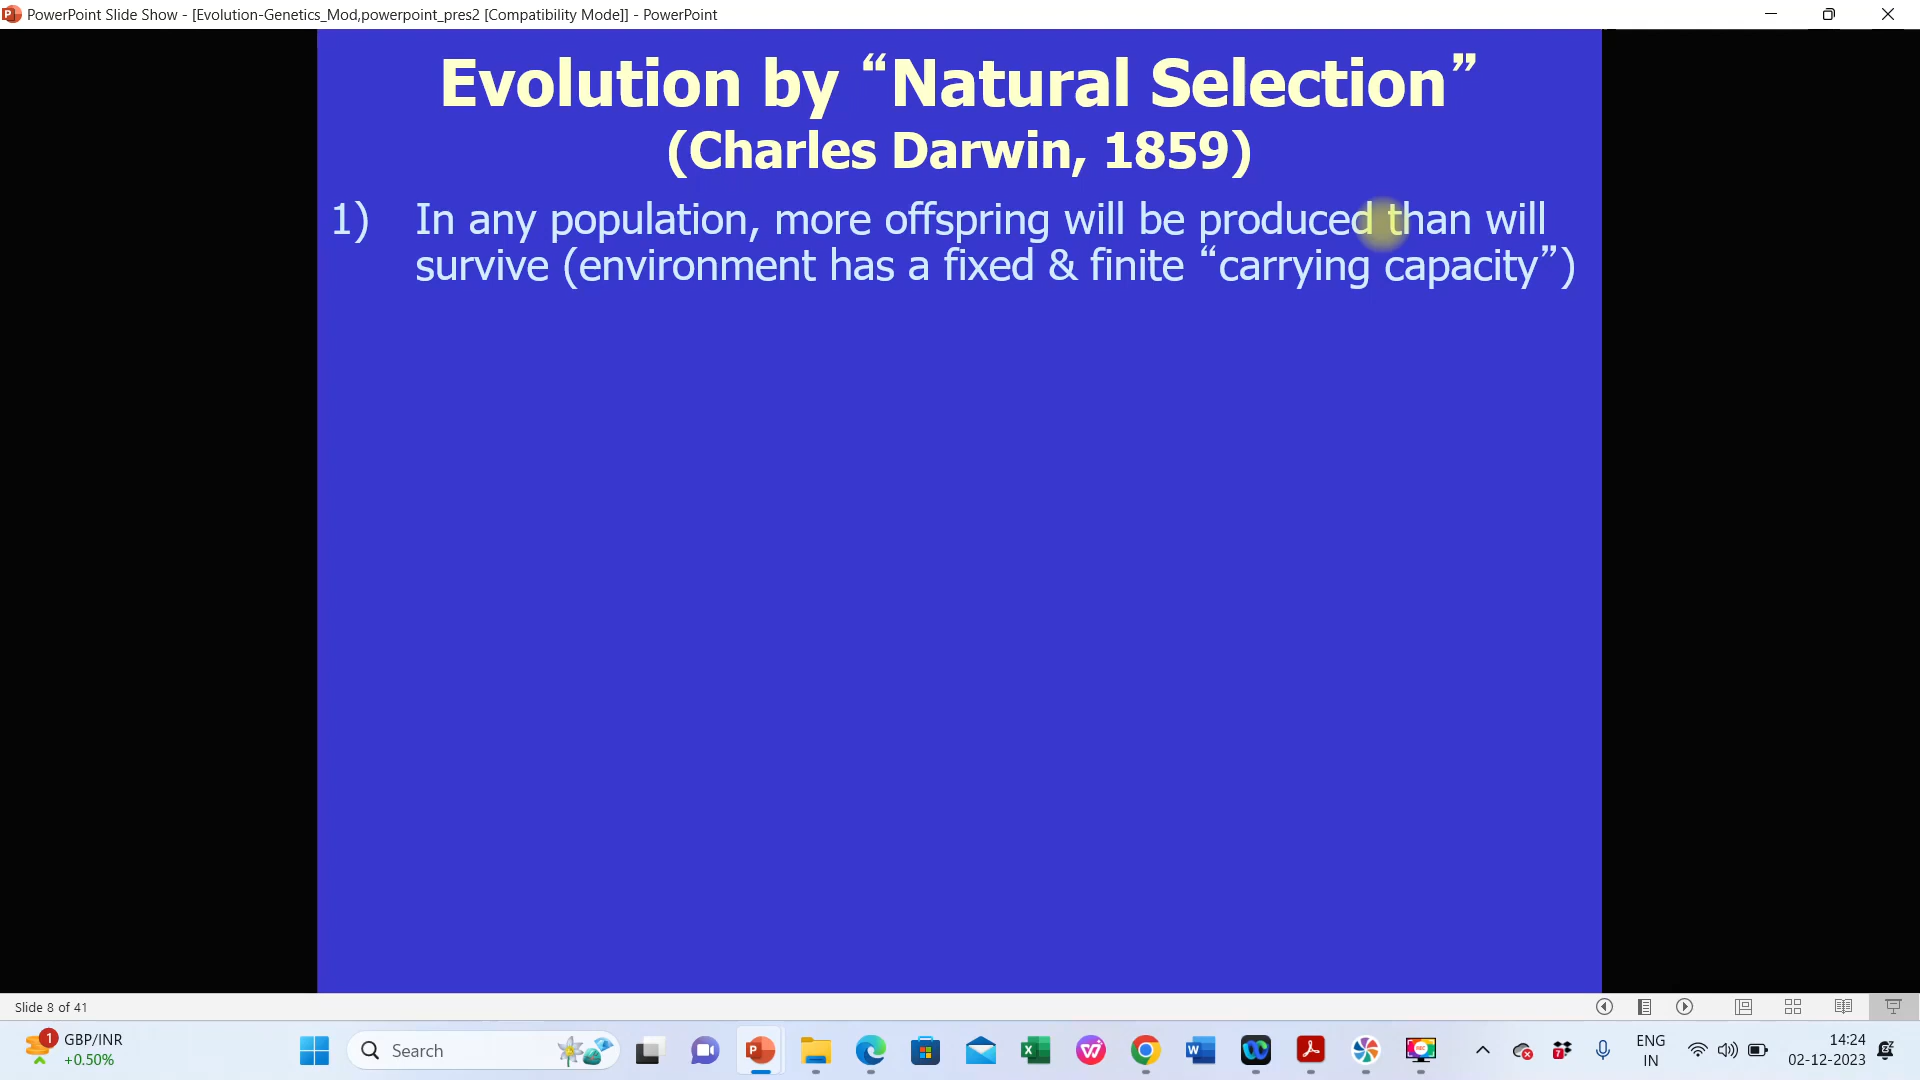 PowerPoint Slide Show - [Evolution-Genetics_Mod,powerpoint_pres2 [Compatibility Mode]] - PowerPoint
Evolution by “Natural Selection”
(Charles Darwin, 1859)
1) In any population, more offspring will be produced than will
survive (environment has a fixed & finite “carrying capacity”)
Slide 8 of 41
1 GBP/INR
+0.50%
Search
ENG
IN
14:24
02-12-2023